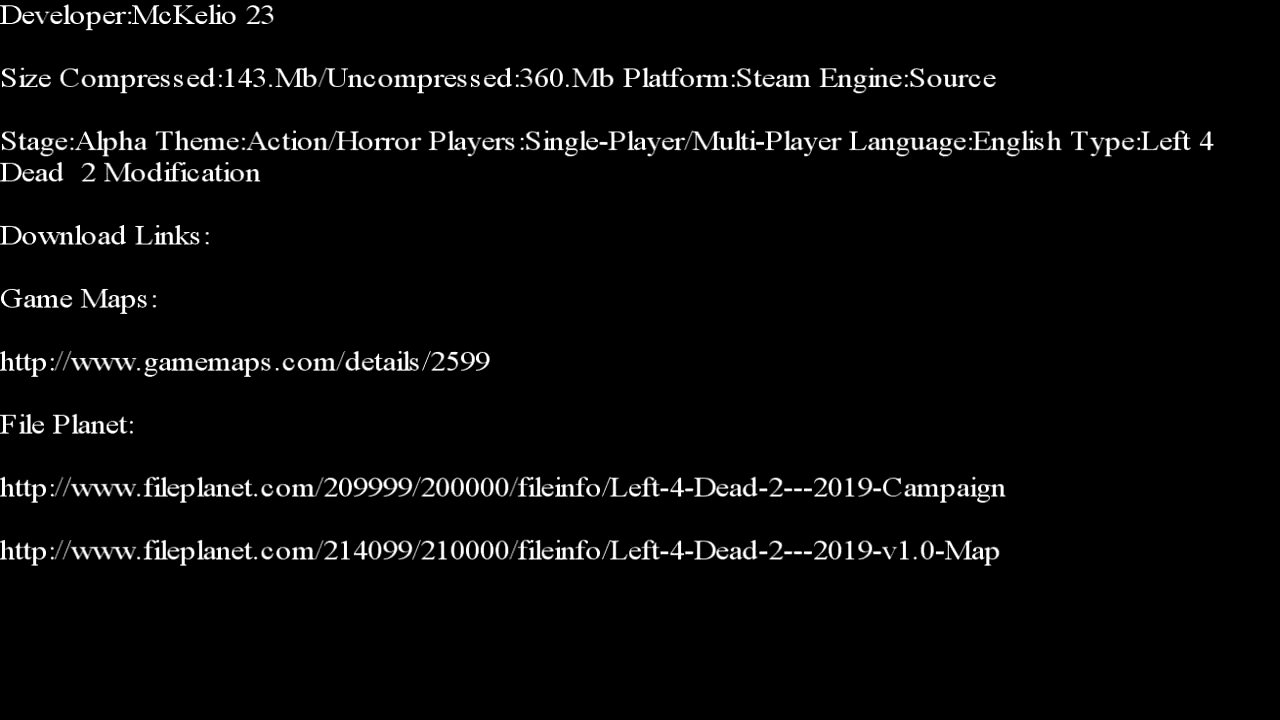 Developer:McKelio 23
Size Compressed:143.Mb/Uncompressed:360.Mb Platform:Steam Engine:Source
Stage:Alpha Theme:Action/Horror Players:Single-Player/Multi-Player Language:English Type:Left 4
Dead  2 Modification
Download Links:
Game Maps:
http://www.gamemaps.com/details/2599
File Planet:
http://www.fileplanet.com/209999/200000/fileinfo/Left-4-Dead-2---2019-Campaign
http://www.fileplanet.com/214099/210000/fileinfo/Left-4-Dead-2---2019-v1.0-Map